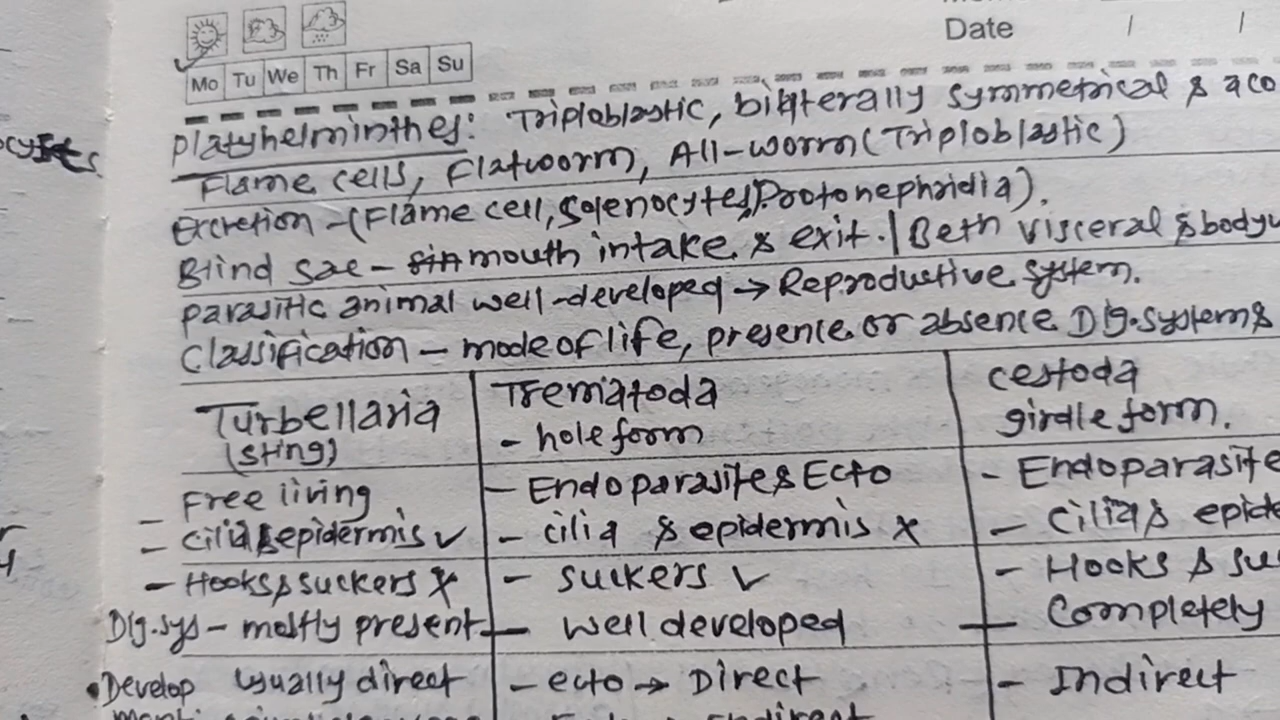 Date / /
Mo Tu We Th Fr Sa Su
Platyhelminthes: Triploblastic, bilaterally symmetrical & aco
Flame cells, Flatworm, All-worm (Triploblastic)
Excretion - (Flame cell, Solenocytes, Protonephridia).
Blind sac - mouth intake & exit. | Beth visceral & bodyw
parasitic animal well-developed → Reproductive system.
Classification - mode of life, presence or absence Dig. systems
Turbellaria | Trematoda | Cestoda
(sting) | - hole form | girdle form.
- Free living | - Endoparasite & Ecto | - Endoparasite
- cilia & epidermis ✓ | - cilia & epidermis ✗ | - cilia & epide
- Hooks & suckers ✗ | - suckers ✓ | - Hooks & su
Dig. sys - mostly present | - well developed | - Completely
• Develop usually direct | - ecto → Direct | - Indirect